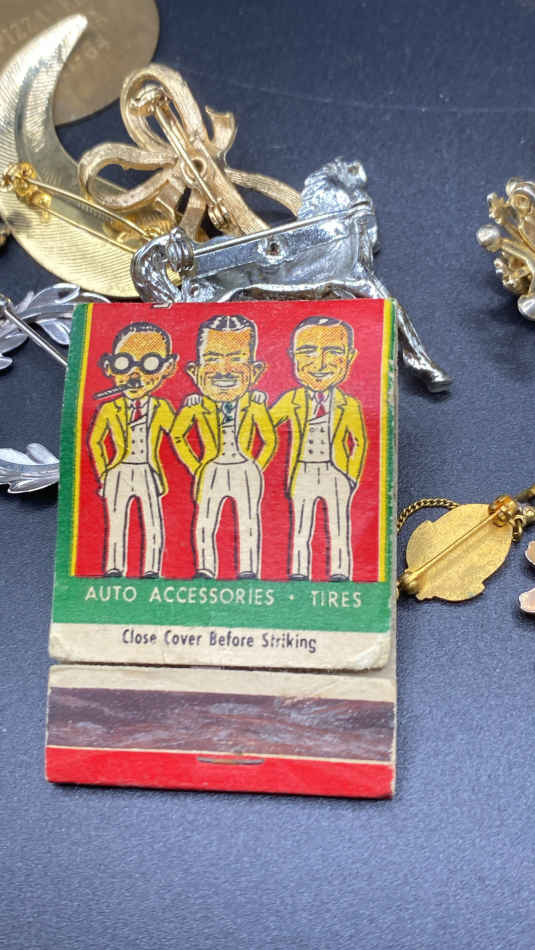 AUTO ACCESSORIES • TIRES
Close Cover Before Striking